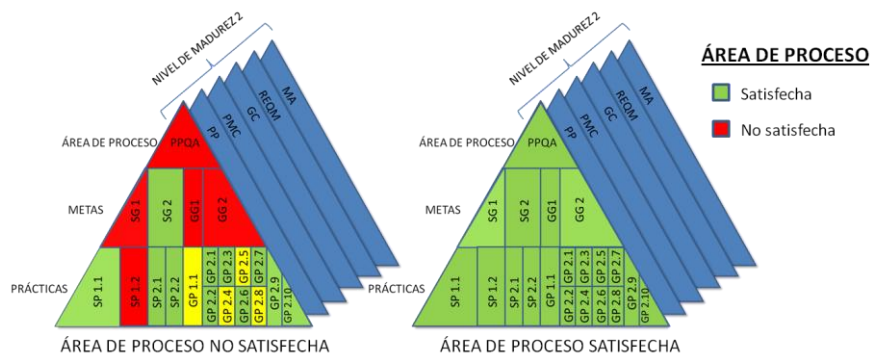 NIVEL DE MADUREZ 2
MA
REQM
GC
PMC
PP
ÁREA DE PROCESO
PPQA
METAS
SG 1
SG 2
GG1
GG 2
PRÁCTICAS
SP 1.1
SP 1.2
SP 2.1
SP 2.2
GP 1.1
GP 2.1
GP 2.3
GP 2.5
GP 2.7
GP 2.2
GP 2.4
GP 2.6
GP 2.8
GP 2.9
GP 2.10
ÁREA DE PROCESO NO SATISFECHA
NIVEL DE MADUREZ 2
MA
REQM
GC
PMC
PP
ÁREA DE PROCESO
PPQA
METAS
SG 1
SG 2
GG1
GG 2
PRÁCTICAS
SP 1.1
SP 1.2
SP 2.1
SP 2.2
GP 1.1
GP 2.1
GP 2.3
GP 2.5
GP 2.7
GP 2.2
GP 2.4
GP 2.6
GP 2.8
GP 2.9
GP 2.10
ÁREA DE PROCESO SATISFECHA
ÁREA DE PROCESO
Satisfecha
No satisfecha